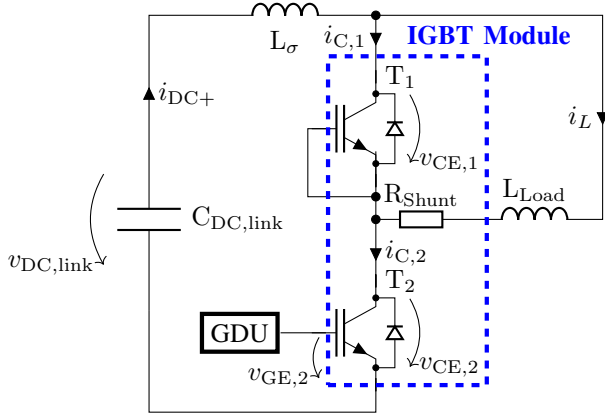 L_σ
i_C,1
IGBT Module
i_DC+
T_1
v_CE,1
i_L
R_Shunt
L_Load
C_DC,link
v_DC,link
i_C,2
T_2
GDU
v_GE,2
v_CE,2